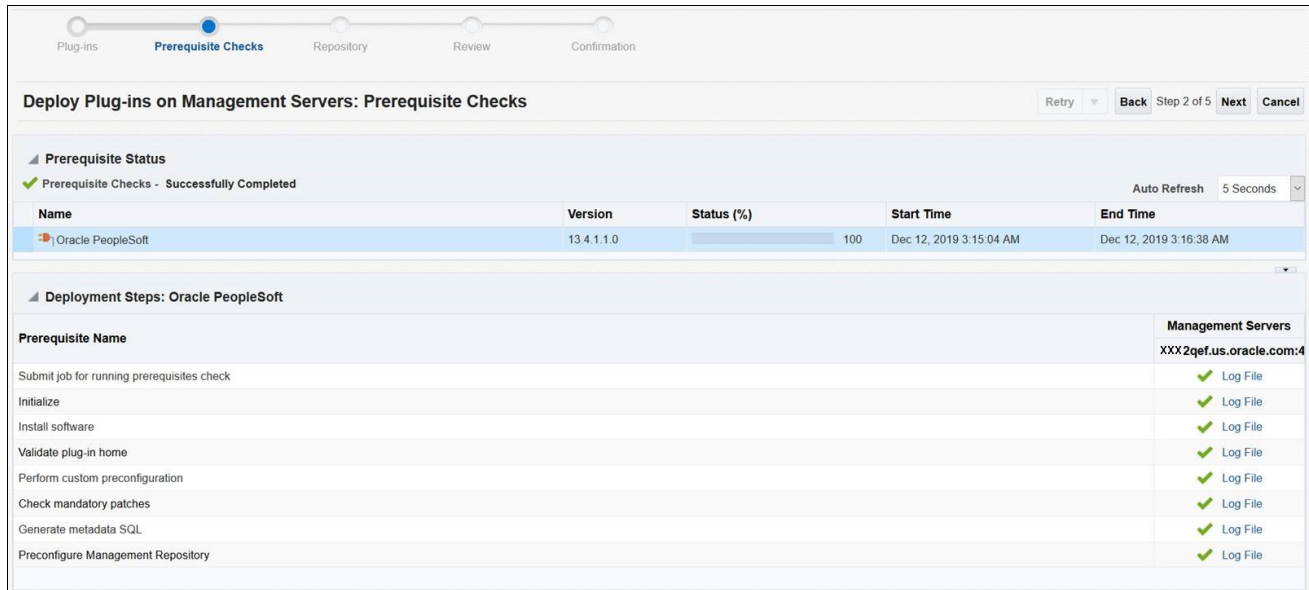 Plug-ins Prerequisite Checks Repository Review Confirmation
Deploy Plug-ins on Management Servers: Prerequisite Checks Retry Back Step 2 of 5 Next Cancel
Prerequisite Status
Prerequisite Checks - Successfully Completed Auto Refresh 5 Seconds
Name Version Status (%) Start Time End Time
Oracle PeopleSoft 13.4.1.1.0 100 Dec 12, 2019 3:15:04 AM Dec 12, 2019 3:16:38 AM
Deployment Steps: Oracle PeopleSoft
Prerequisite Name Management Servers
XXX2qef.us.oracle.com:4
Submit job for running prerequisites check Log File
Initialize Log File
Install software Log File
Validate plug-in home Log File
Perform custom preconfiguration Log File
Check mandatory patches Log File
Generate metadata SQL Log File
Preconfigure Management Repository Log File